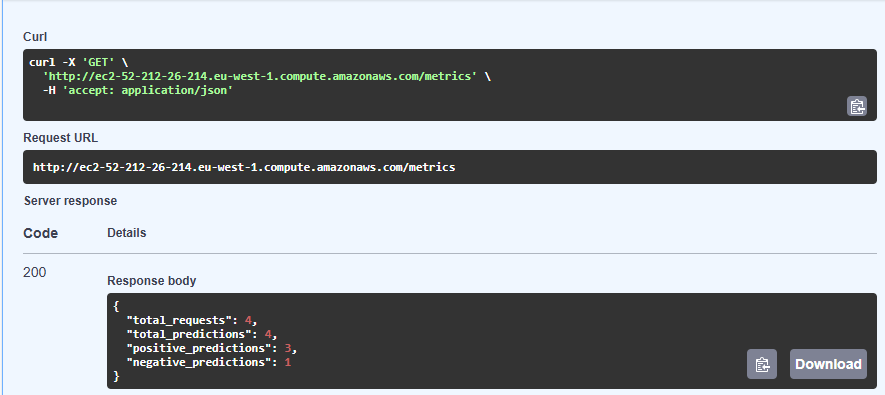 Curl
curl -X 'GET' \
'http://ec2-52-212-26-214.eu-west-1.compute.amazonaws.com/metrics' \
-H 'accept: application/json'
Request URL
http://ec2-52-212-26-214.eu-west-1.compute.amazonaws.com/metrics
Server response
Code Details
200
Response body
{
"total_requests": 4,
"total_predictions": 4,
"positive_predictions": 3,
"negative_predictions": 1
}
Download